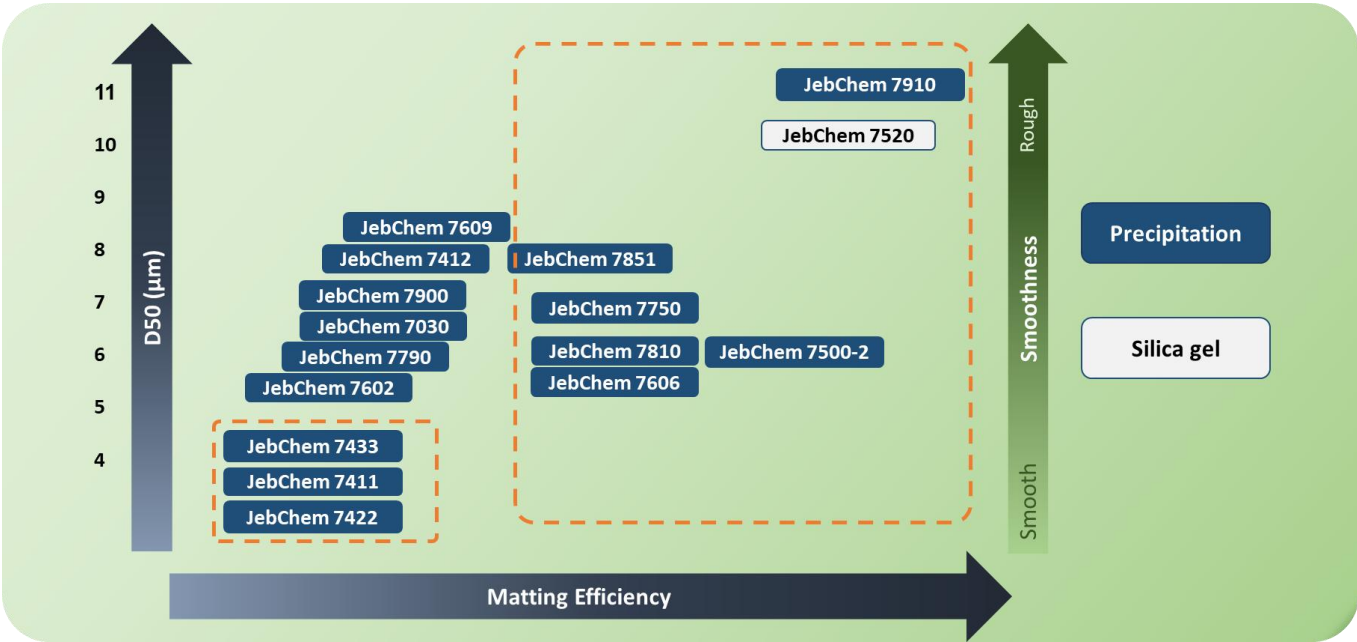 11
JebChem 7910
Rough
10
JebChem 7520
9
JebChem 7609
Precipitation
8
JebChem 7412
JebChem 7851
D50 (μm)
Smoothness
7
JebChem 7900
JebChem 7750
JebChem 7030
6
JebChem 7810
JebChem 7500-2
Silica gel
JebChem 7790
JebChem 7606
JebChem 7602
5
4
JebChem 7433
JebChem 7411
JebChem 7422
Smooth
Matting Efficiency